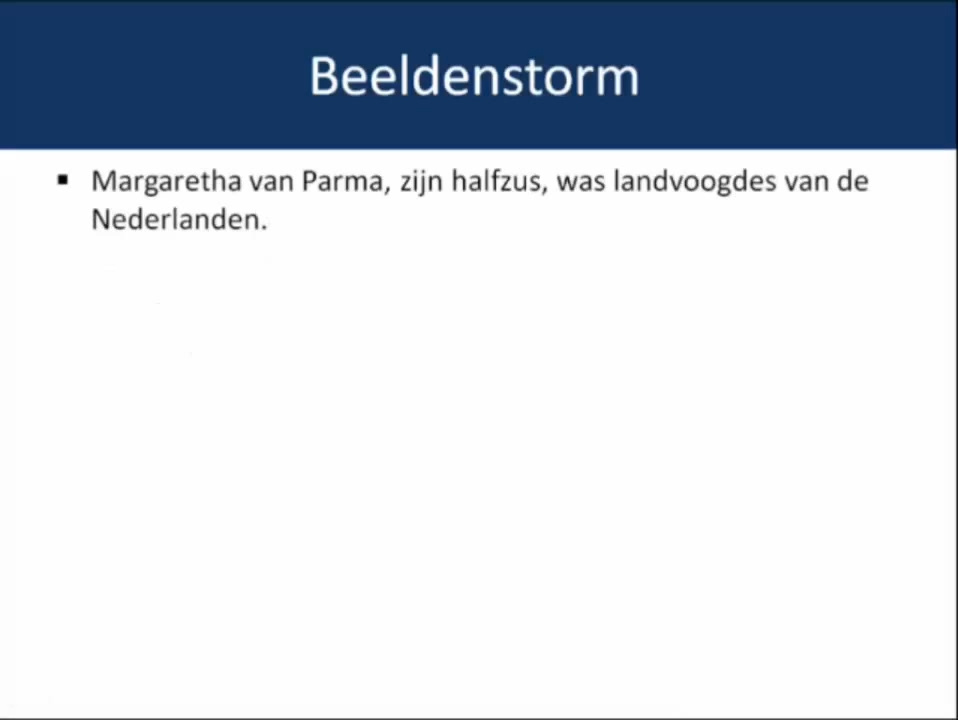 Beeldenstorm
▪ Margaretha van Parma, zijn halfzus, was landvoogdes van de
Nederlanden.